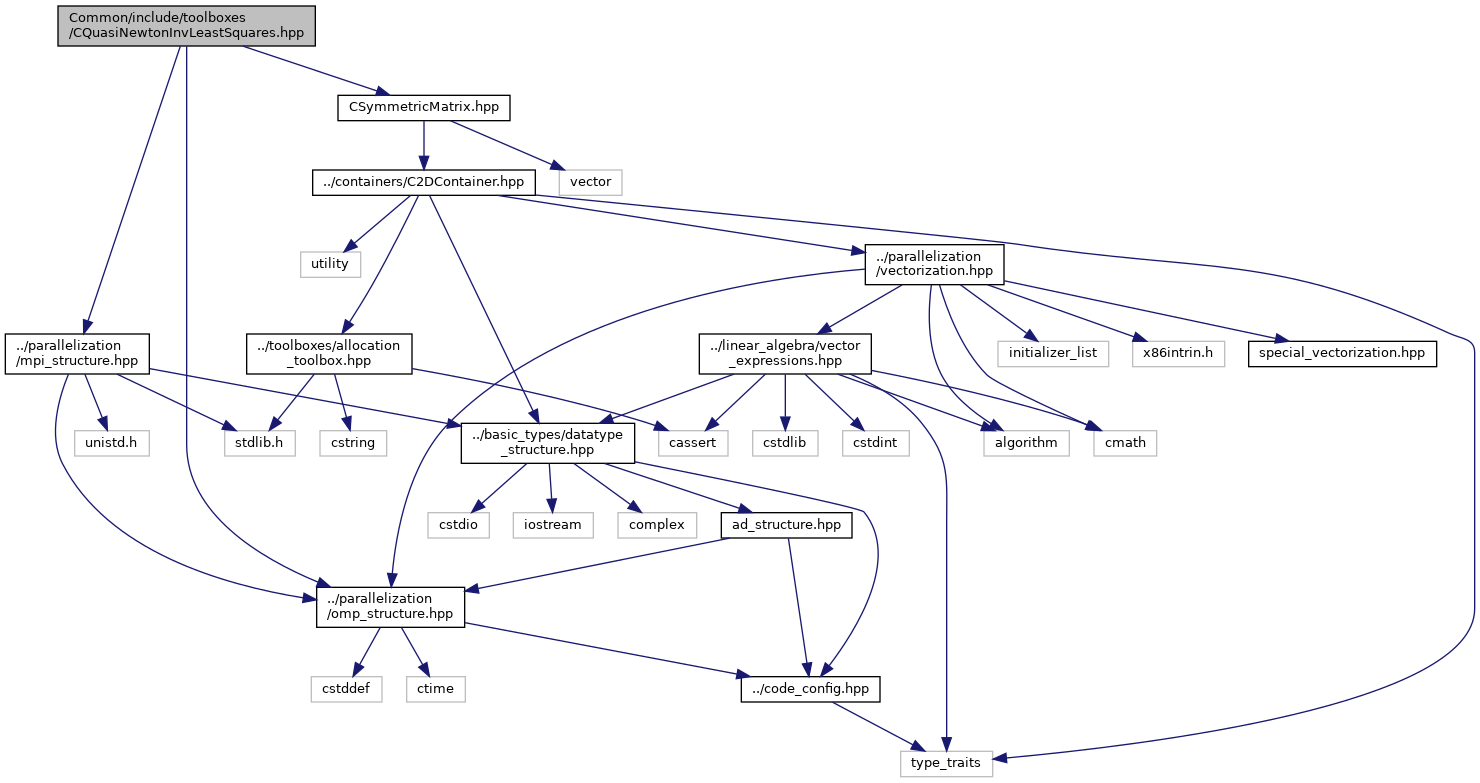 Common/include/toolboxes
/CQuasiNewtonInvLeastSquares.hpp
CSymmetricMatrix.hpp
../containers/C2DContainer.hpp
vector
utility
../parallelization
/vectorization.hpp
../parallelization
/mpi_structure.hpp
../toolboxes/allocation
_toolbox.hpp
../linear_algebra/vector
_expressions.hpp
initializer_list
x86intrin.h
special_vectorization.hpp
unistd.h
stdlib.h
cstring
../basic_types/datatype
_structure.hpp
cassert
cstdlib
cstdint
algorithm
cmath
cstdio
iostream
complex
ad_structure.hpp
../parallelization
/omp_structure.hpp
cstddef
ctime
../code_config.hpp
type_traits